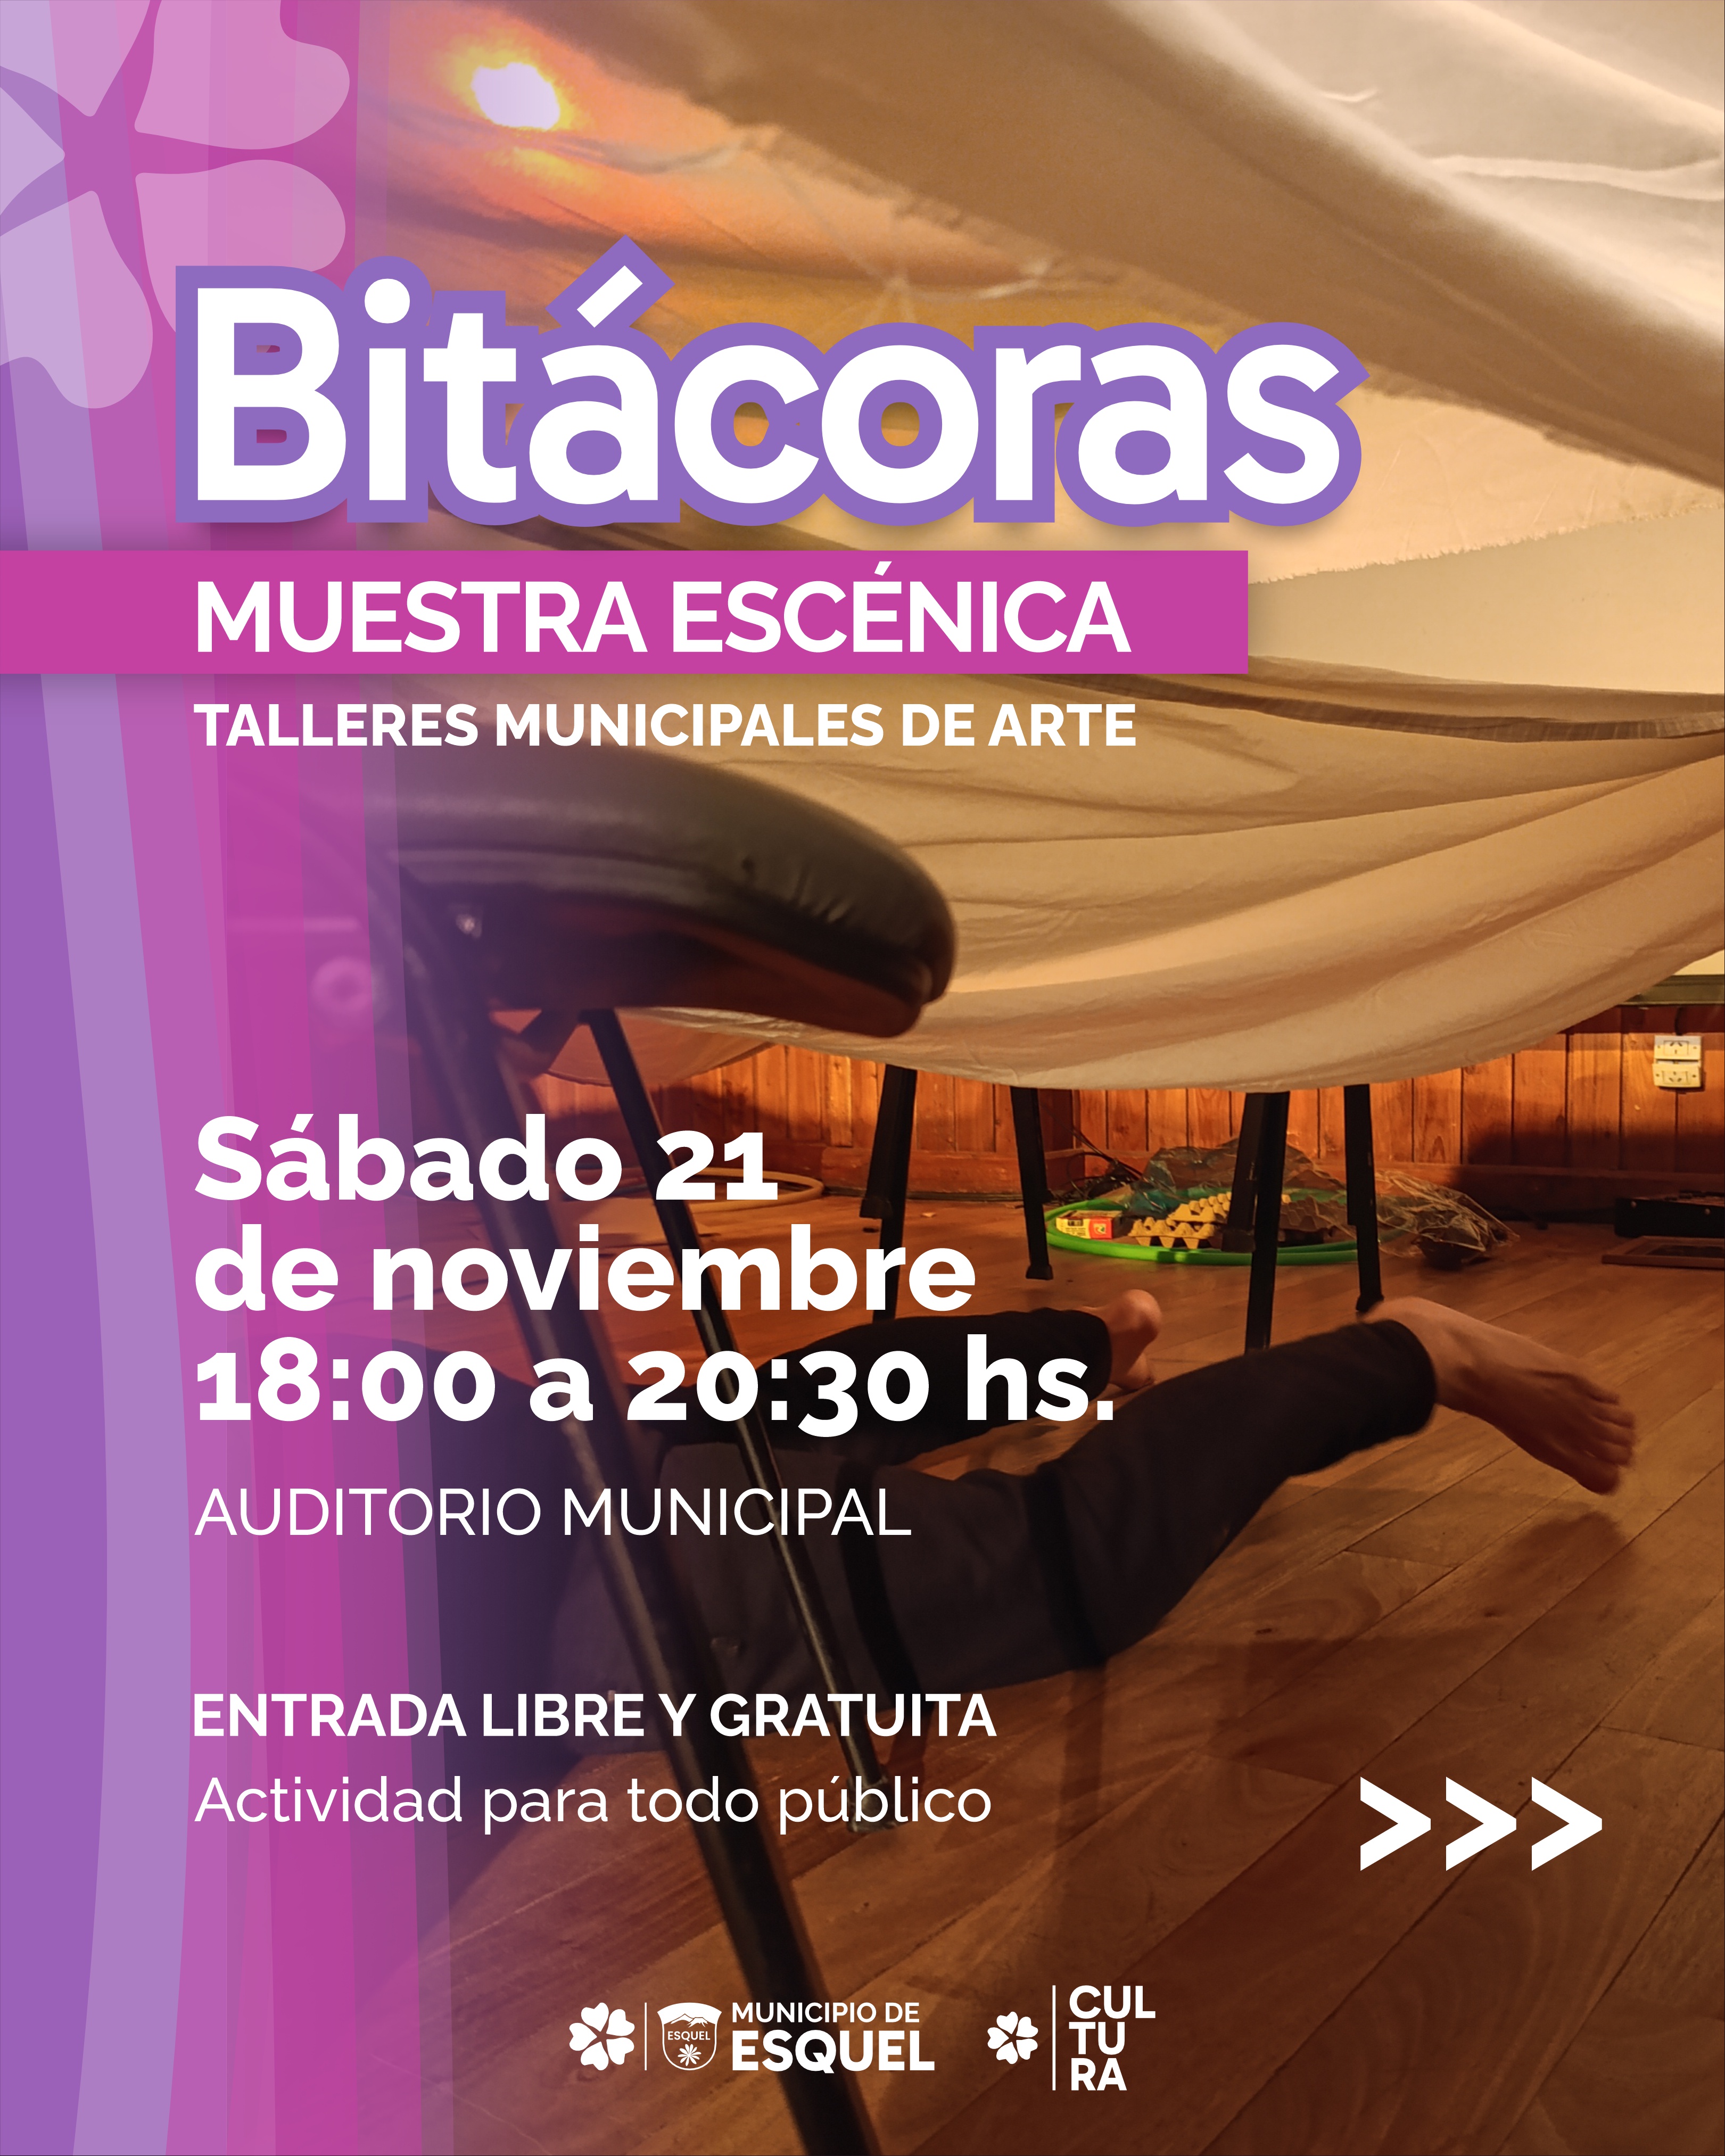 Bitácoras
MUESTRA ESCÉNICA
TALLERES MUNICIPALES DE ARTE
Sábado 21
de noviembre
18:00 a 20:30 hs.
AUDITORIO MUNICIPAL
ENTRADA LIBRE Y GRATUITA
Actividad para todo público
>>>
ESQUEL
MUNICIPIO DE
ESQUEL
CUL
TU
RA